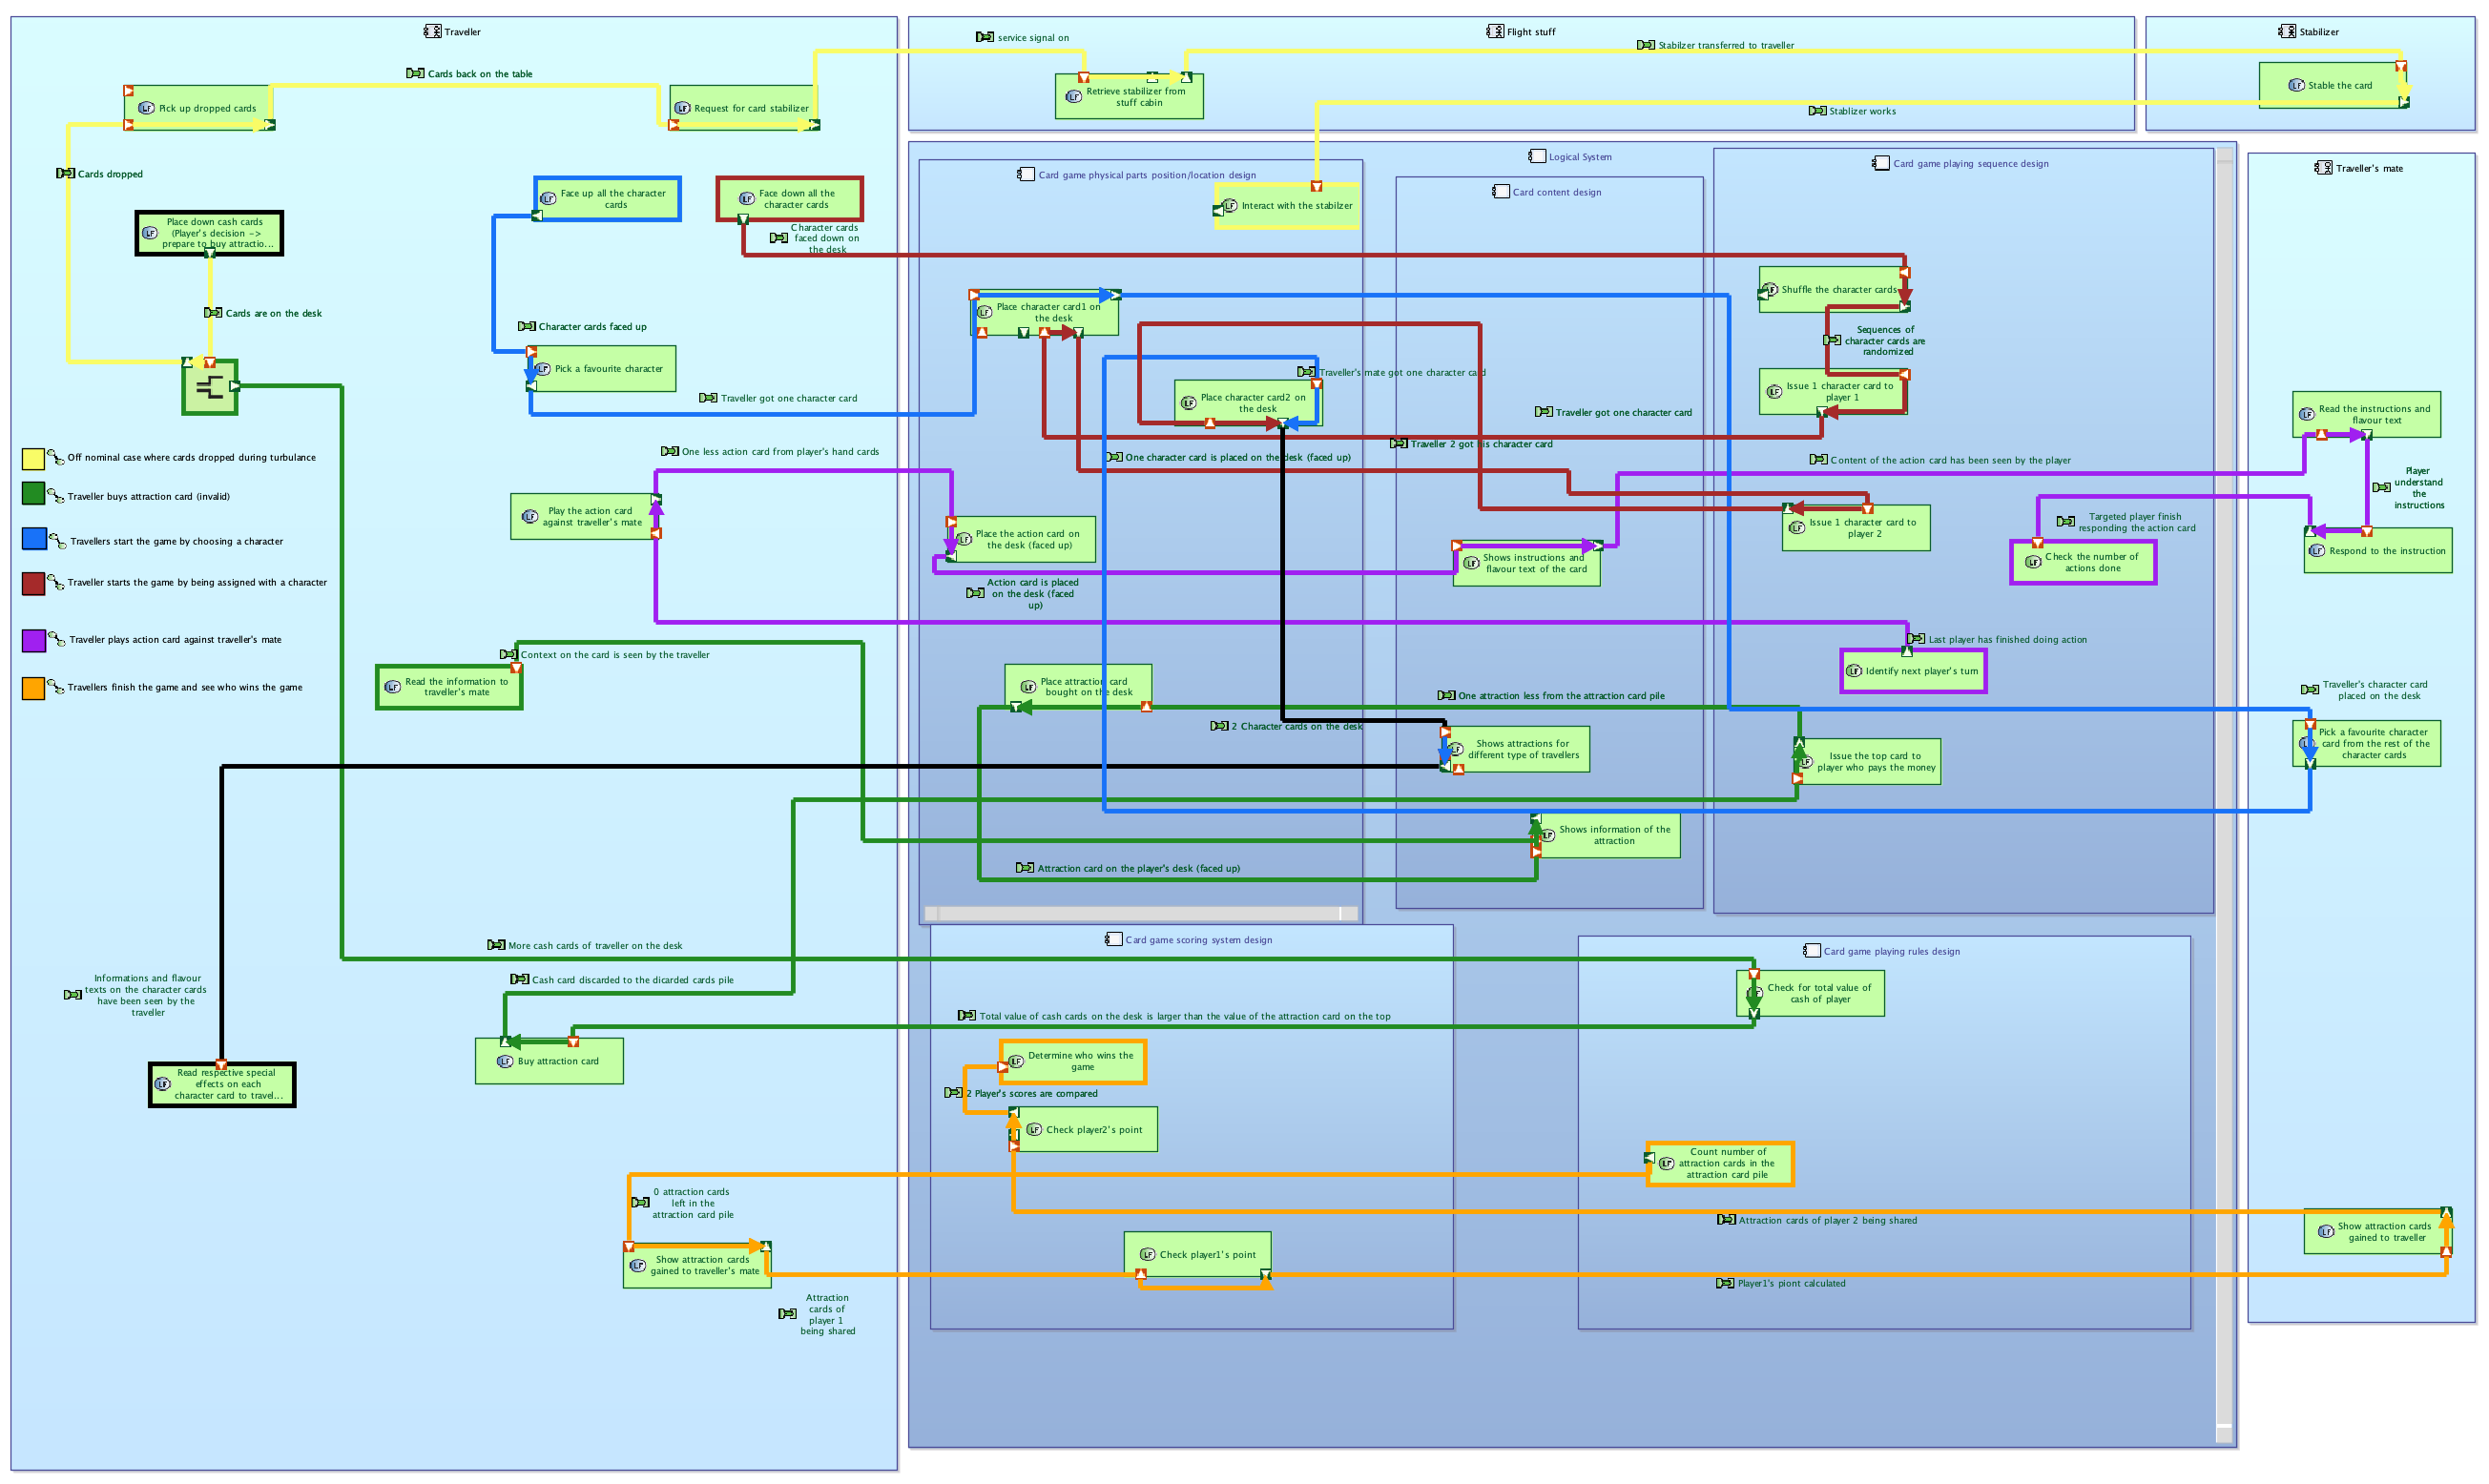 Traveller
Flight stuff
Stabilizer
service signal on
Stabilzer transferred to traveller
Cards back on the table
Pick up dropped cards
Request for card stabilizer
Retrieve stabilizer from
stuff cabin
Stable the card
Stablizer works
Cards dropped
Logical System
Card game physical parts position/location design
Card content design
Card game playing sequence design
Traveller's mate
Place down cash cards
(Player's decision ->
prepare to buy attractio...
Face up all the character
cards
Face down all the
character cards
Interact with the stabilzer
Character cards
faced down on
the desk
Cards are on the desk
Character cards faced up
Place character card1 on
the desk
Shuffle the character cards
Sequences of
character cards are
randomized
Pick a favourite character
Traveller got one character card
Traveller's mate got one character card
Place character card2 on
the desk
Traveller got one character card
Issue 1 character card to
player 1
Read the instructions and
flavour text
Off nominal case where cards dropped during turbulance
Traveller buys attraction card (invalid)
Travellers start the game by choosing a character
Traveller starts the game by being assigned with a character
Traveller plays action card against traveller's mate
Travellers finish the game and see who wins the game
One less action card from player's hand cards
One character card is placed on the desk (faced up)
Traveller 2 got his character card
Content of the action card has been seen by the player
Player
understand
the
instructions
Play the action card
against traveller's mate
Place the action card on
the desk (faced up)
Issue 1 character card to
player 2
Targeted player finish
responding the action card
Shows instructions and
flavour text of the card
Check the number of
actions done
Respond to the instruction
Action card is placed
on the desk (faced
up)
Last player has finished doing action
Identify next player's turn
Context on the card is seen by the traveller
Read the information to
traveller's mate
Place attraction card
bought on the desk
One attraction less from the attraction card pile
Traveller's character card
placed on the desk
2 Character cards on the desk
Shows attractions for
different type of travellers
Issue the top card to
player who pays the money
Pick a favourite character
card from the rest of the
character cards
Shows information of the
attraction
Attraction card on the player's desk (faced up)
More cash cards of traveller on the desk
Card game scoring system design
Card game playing rules design
Informations and flavour
texts on the character cards
have been seen by the
traveller
Cash card discarded to the dicarded cards pile
Check for total value of
cash of player
Total value of cash cards on the desk is larger than the value of the attraction card on the top
Buy attraction card
Determine who wins the
game
Read respective special
effects on each
character card to travel...
2 Player's scores are compared
Check player2's point
Count number of
attraction cards in the
attraction card pile
0 attraction cards
left in the
attraction card pile
Attraction cards of player 2 being shared
Show attraction cards
gained to traveller
Show attraction cards
gained to traveller's mate
Check player1's point
Player1's piont calculated
Attraction
cards of
player 1
being shared